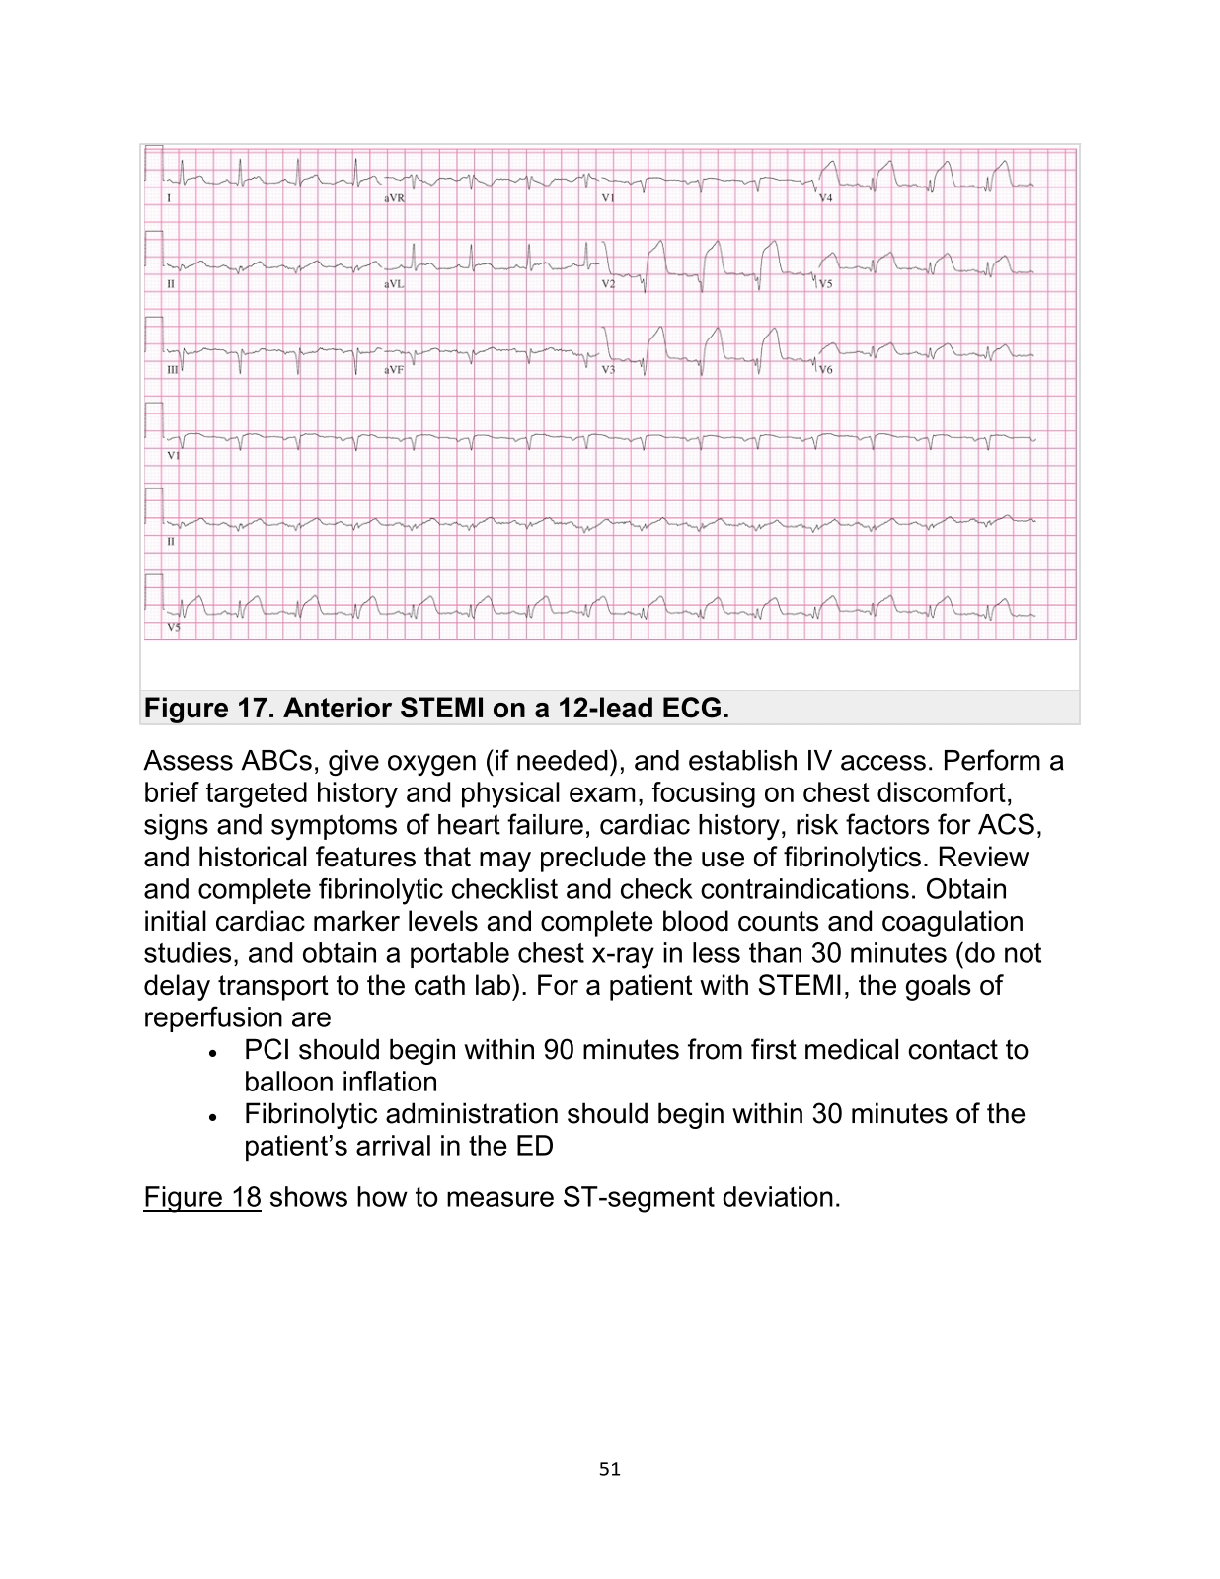 I
aVR
V1
V4
II
aVL
V2
V5
III
aVF
V3
V6
V1
II
V5
Figure 17. Anterior STEMI on a 12-lead ECG.
Assess ABCs, give oxygen (if needed), and establish IV access. Perform a
brief targeted history and physical exam, focusing on chest discomfort,
signs and symptoms of heart failure, cardiac history, risk factors for ACS,
and historical features that may preclude the use of fibrinolytics. Review
and complete fibrinolytic checklist and check contraindications. Obtain
initial cardiac marker levels and complete blood counts and coagulation
studies, and obtain a portable chest x-ray in less than 30 minutes (do not
delay transport to the cath lab). For a patient with STEMI, the goals of
reperfusion are
• PCI should begin within 90 minutes from first medical contact to
balloon inflation
• Fibrinolytic administration should begin within 30 minutes of the
patient’s arrival in the ED
Figure 18 shows how to measure ST-segment deviation.
51